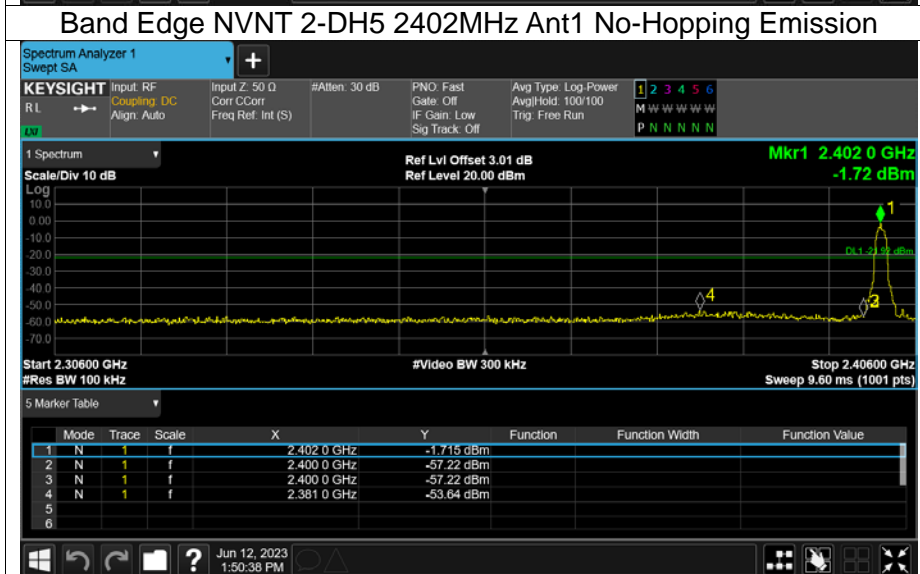 Band Edge NVNT 2-DH5 2402MHz Ant1 No-Hopping Emission
Spectrum Analyzer 1
Swept SA
+
KEYSIGHT Input: RF Input Z: 50 Ω #Atten: 30 dB PNO: Fast Avg Type: Log-Power 1 2 3 4 5 6
R L Coupling: DC Corr CCorr Gate: Off Avg|Hold: 100/100 M W W W W W
Align: Auto Freq Ref: Int (S) IF Gain: Low Trig: Free Run
LXI Sig Track: Off P N N N N N
1 Spectrum Ref Lvl Offset 3.01 dB Mkr1 2.402 0 GHz
Scale/Div 10 dB Ref Level 20.00 dBm -1.72 dBm
Log
10.0
1
0.00
-10.0
-20.0 DL1 -21.92 dBm
-30.0
-40.0
4
-50.0
3
-60.0
-70.0
Start 2.30600 GHz #Video BW 300 kHz Stop 2.40600 GHz
#Res BW 100 kHz Sweep 9.60 ms (1001 pts)
5 Marker Table
Mode Trace Scale X Y Function Function Width Function Value
1 N 1 f 2.402 0 GHz -1.715 dBm
2 N 1 f 2.400 0 GHz -57.22 dBm
3 N 1 f 2.400 0 GHz -57.22 dBm
4 N 1 f 2.381 0 GHz -53.64 dBm
5
6
? Jun 12, 2023
1:50:38 PM